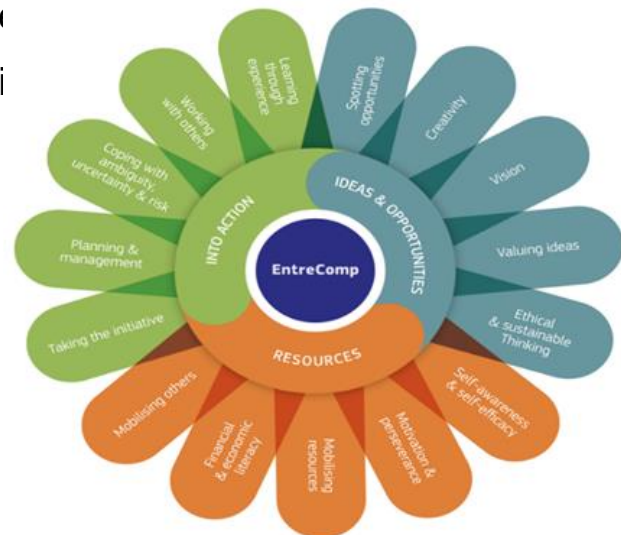 EntreComp
IDEAS & OPPORTUNITIES
Spotting
opportunities
Creativity
Vision
Valuing ideas
Ethical
& sustainable
Thinking
RESOURCES
Self-awareness
& self-efficacy
Motivation &
perseverance
Mobilising
resources
Financial
& economic
literacy
Mobilising others
INTO ACTION
Taking the initiative
Planning &
management
Coping with
ambiguity,
uncertainty & risk
Working
with others
Learning
through
experience